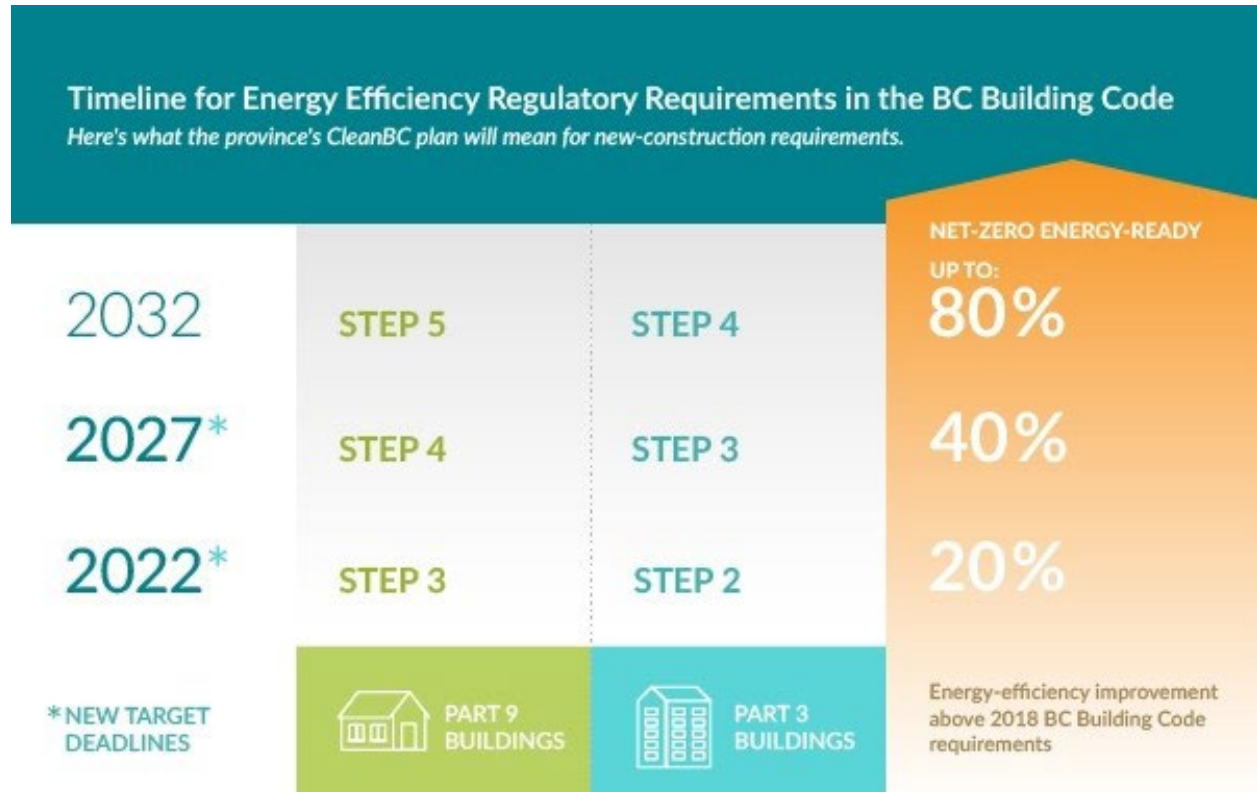 Timeline for Energy Efficiency Regulatory Requirements in the BC Building Code
Here's what the province's CleanBC plan will mean for new-construction requirements.
NET-ZERO ENERGY-READY
UP TO:
2032 STEP 5 STEP 4 80%
2027* STEP 4 STEP 3 40%
2022* STEP 3 STEP 2 20%
*NEW TARGET
DEADLINES
PART 9
BUILDINGS
PART 3
BUILDINGS
Energy-efficiency improvement
above 2018 BC Building Code
requirements